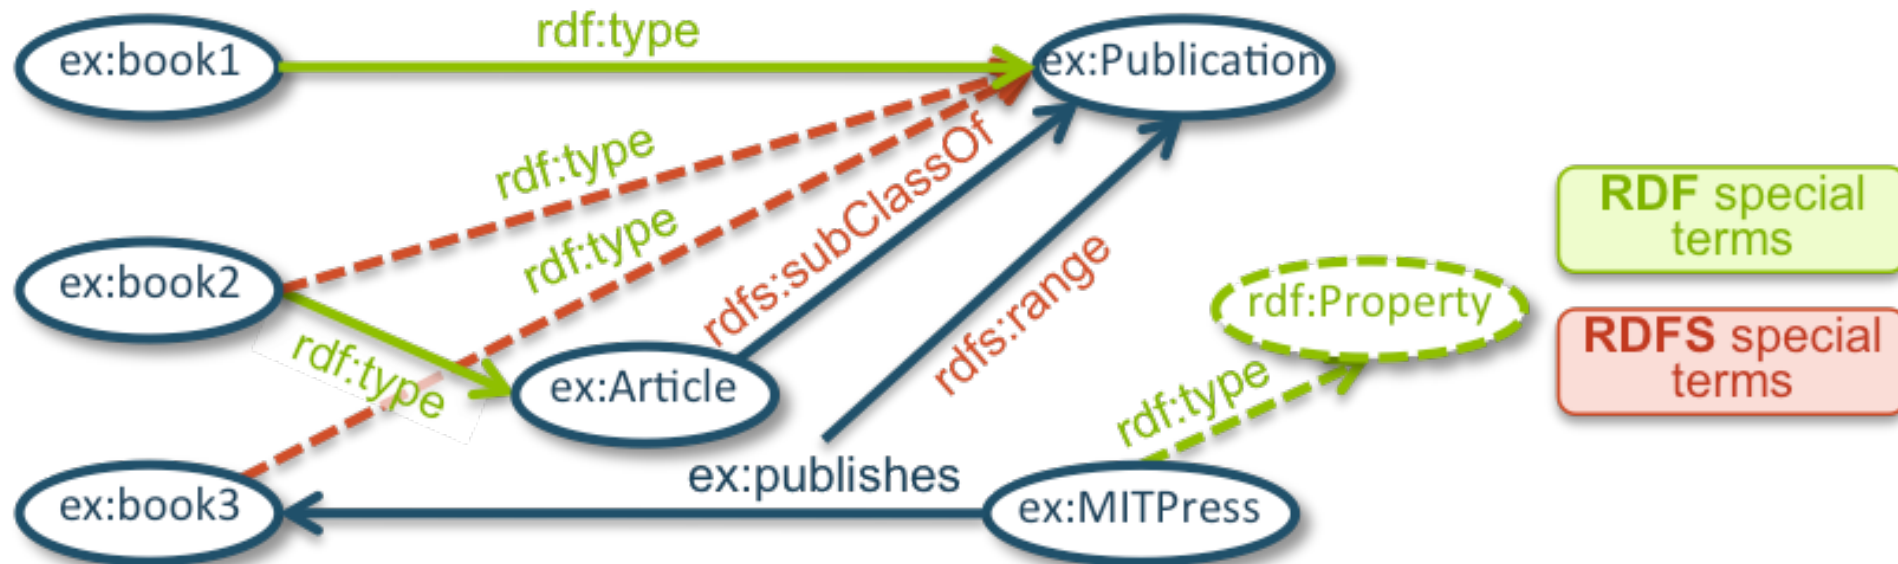 rdf:type
ex:book1
ex:Publication
rdf:type
rdf:type
rdfs:subClassOf
RDF special
terms
ex:book2
rdfs:range
rdf:Property
RDFS special
terms
rdf:type
ex:Article
rdf:type
ex:publishes
ex:book3
ex:MITPress